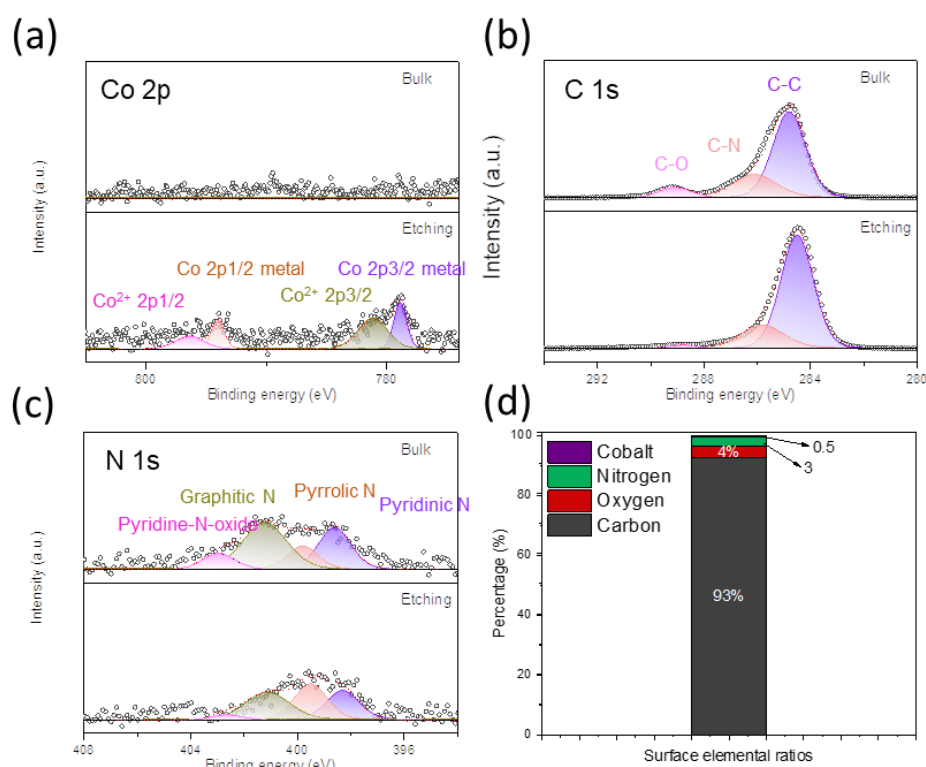 (a)
Co 2p
Bulk
Intensity (a.u.)
Etching
Co 2p1/2 metal
Co 2p3/2 metal
Co²⁺ 2p1/2
Co²⁺ 2p3/2
800
780
Binding energy (eV)
(b)
C 1s
Bulk
C-C
C-N
C-O
Intensity (a.u.)
Etching
292
288
284
280
Binding energy (eV)
(c)
N 1s
Bulk
Graphitic N
Pyrrolic N
Pyridinic N
Pyridine-N-oxide
Intensity (a.u.)
Etching
408
404
400
396
Binding energy (eV)
(d)
100
80
60
40
20
0
Percentage (%)
Cobalt
Nitrogen
Oxygen
Carbon
4%
0.5
3
93%
Surface elemental ratios